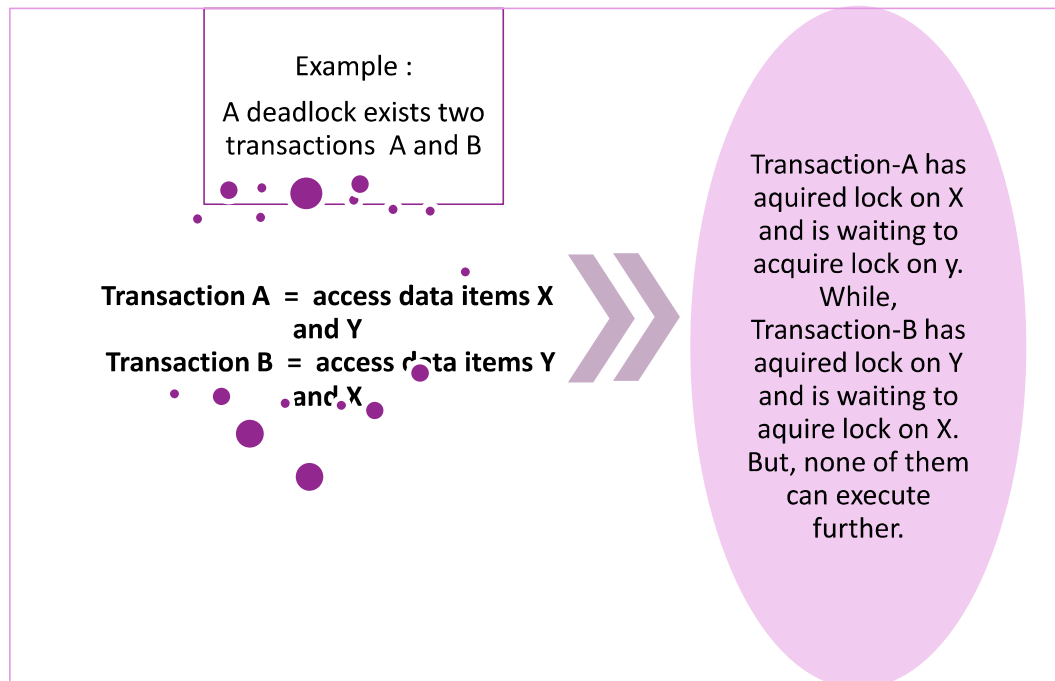 Example :
A deadlock exists two
transactions A and B
Transaction A = access data items X
and Y
Transaction B = access data items Y
and X
Transaction-A has
aquired lock on X
and is waiting to
acquire lock on y.
While,
Transaction-B has
aquired lock on Y
and is waiting to
aquire lock on X.
But, none of them
can execute
further.